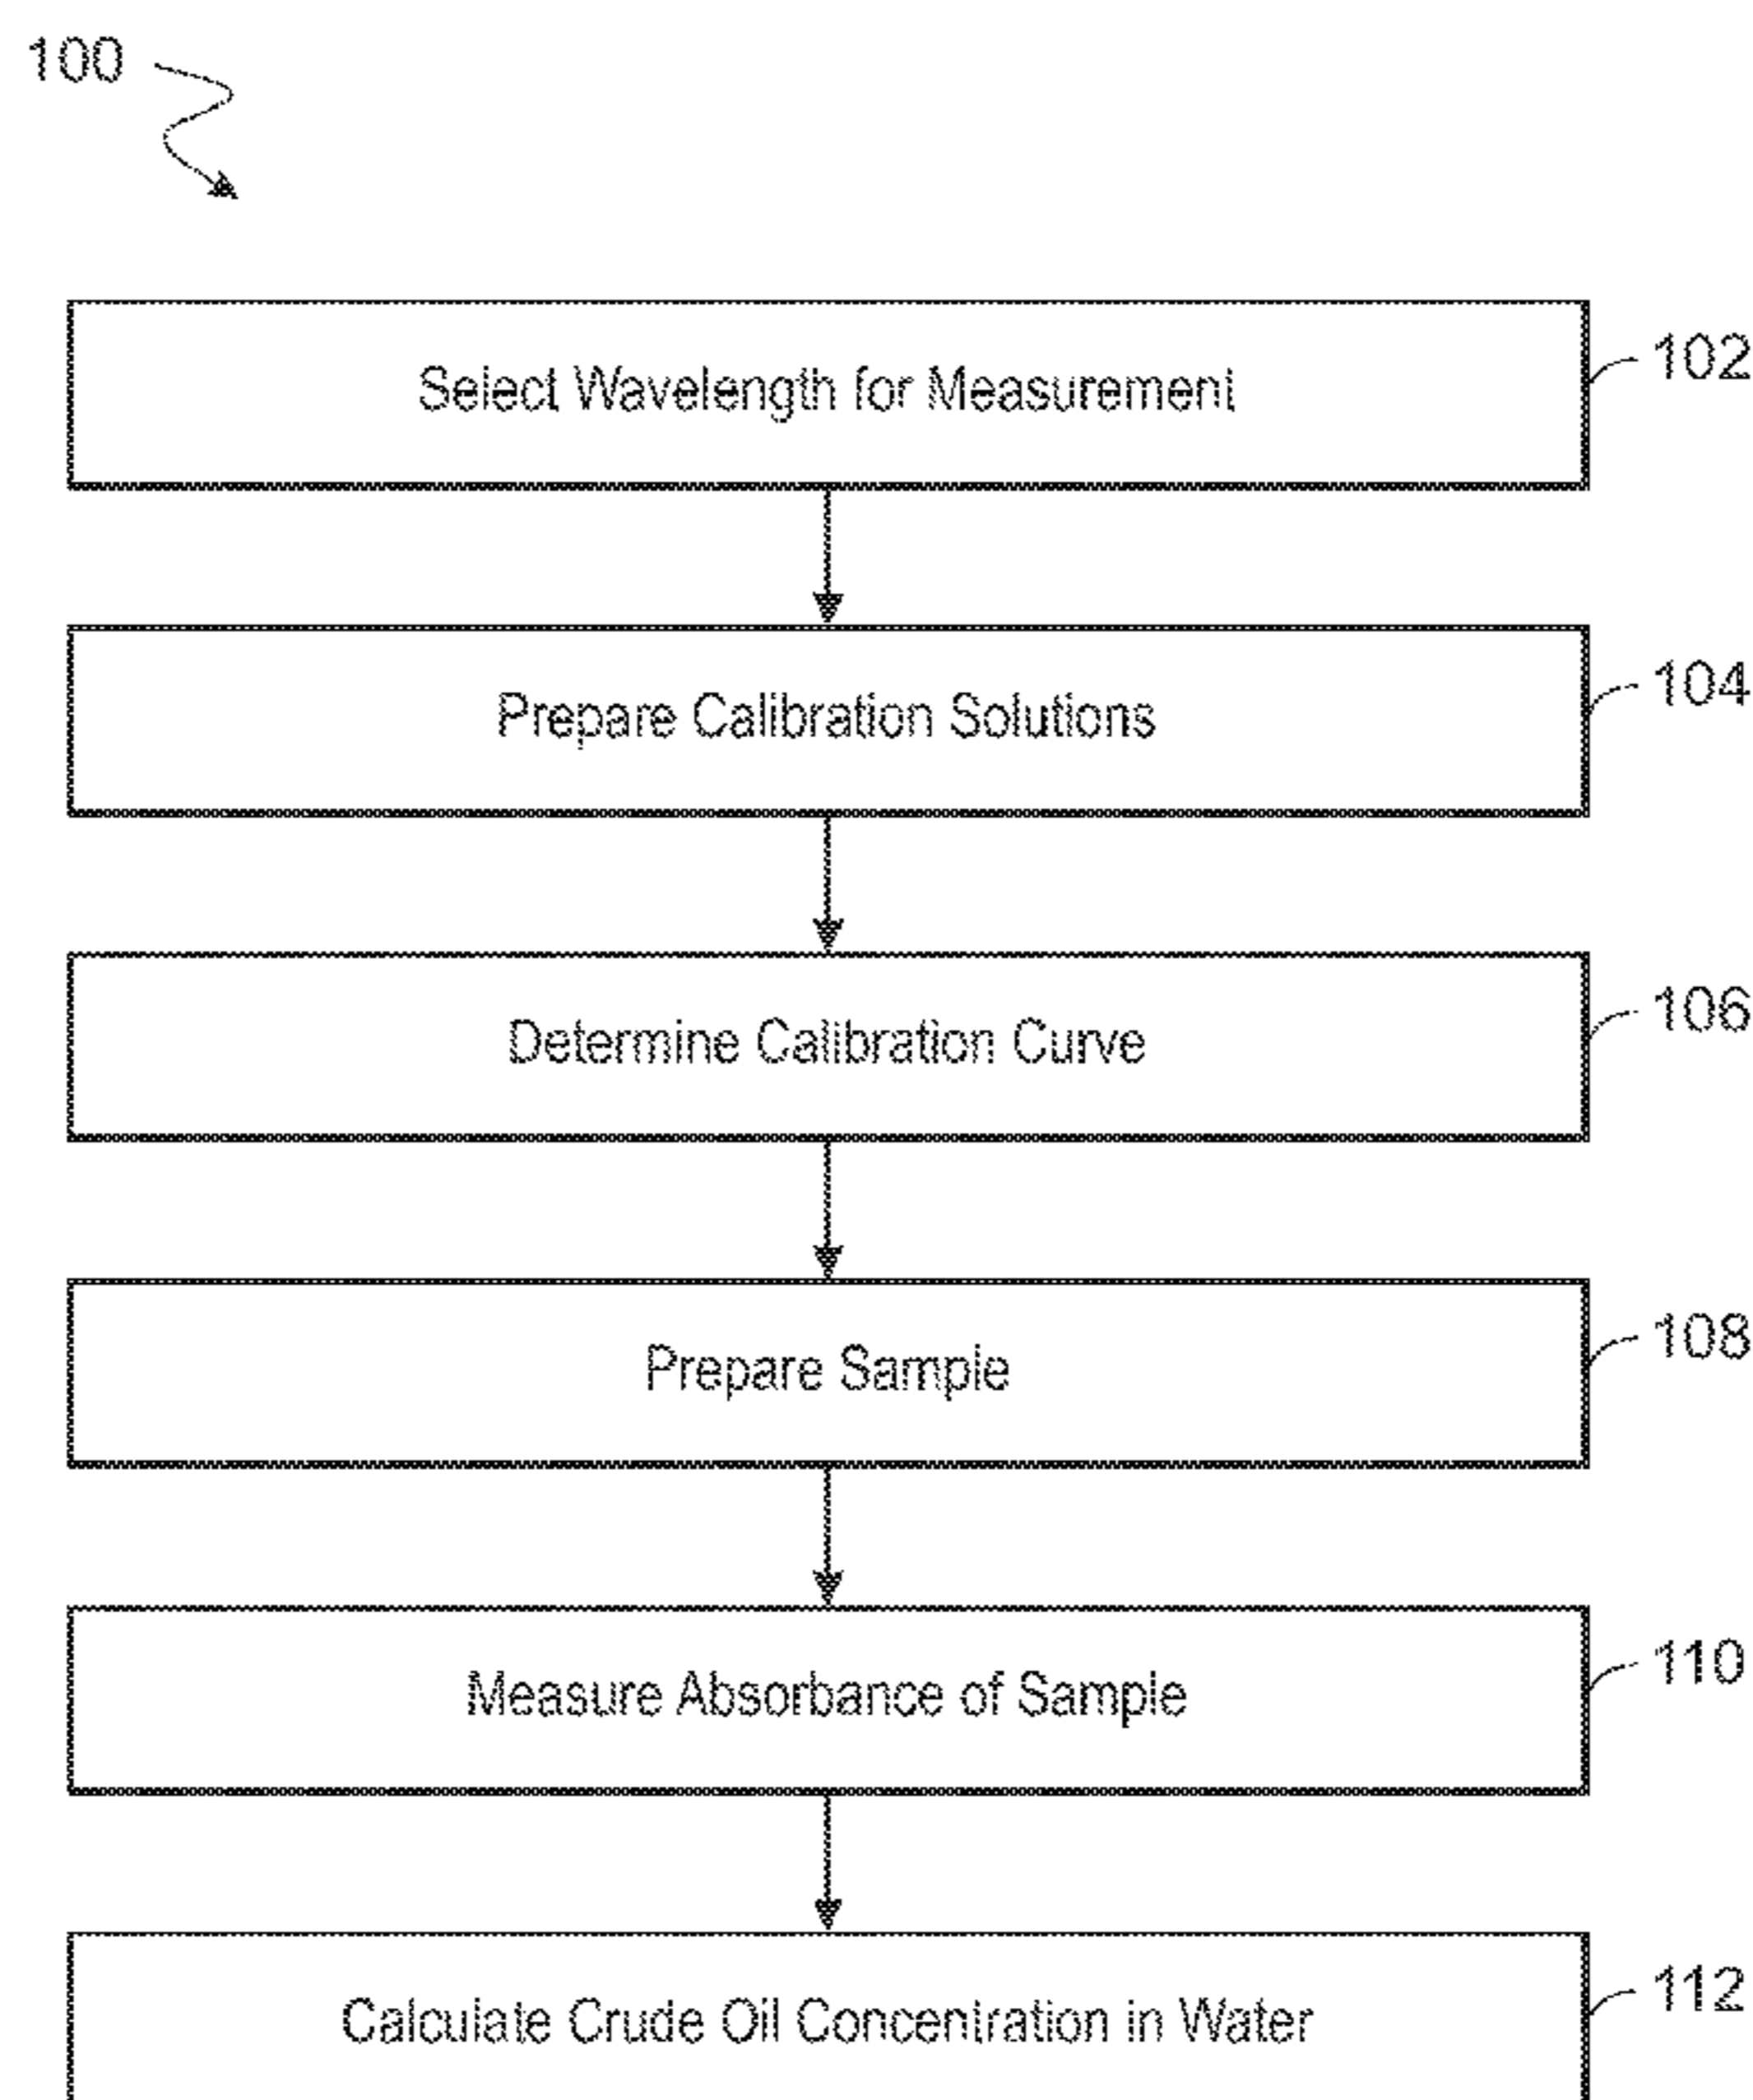 100
Select Wavelength for Measurement
102
Prepare Calibration Solutions
104
Determine Calibration Curve
106
Prepare Sample
108
Measure Absorbance of Sample
110
Calculate Crude Oil Concentration in Water
112